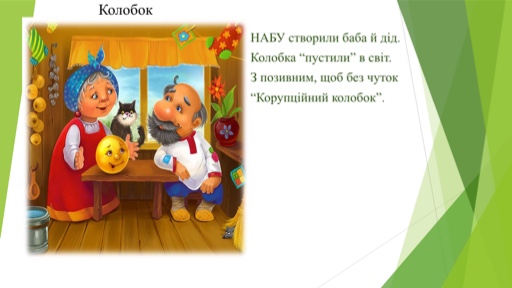 Колобок
НАБУ створили баба й дід.
Колобка “пустили” в світ.
З позивним, щоб без чуток
“Корупційний колобок”.